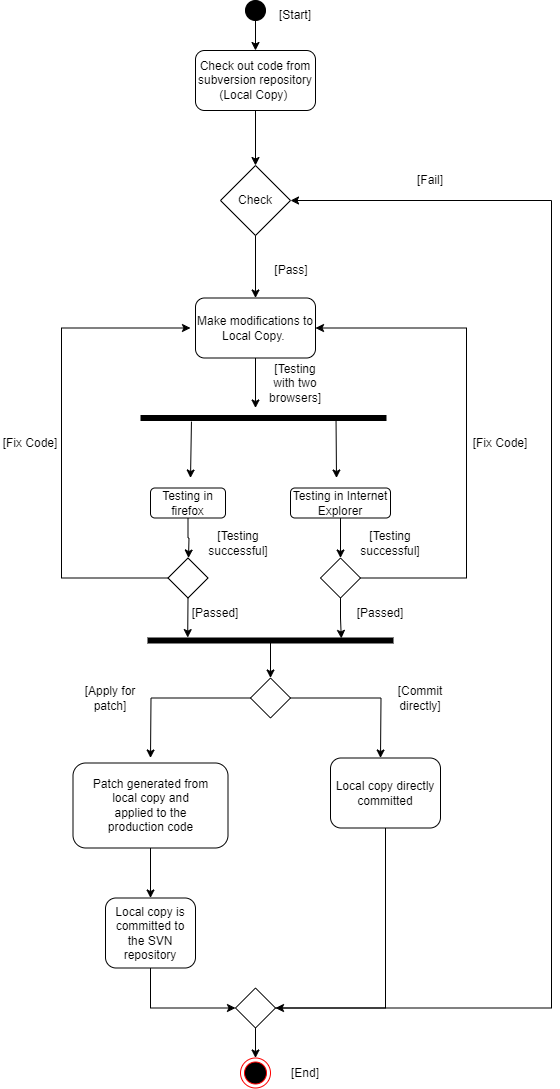 [Start]
Check out code from
subversion repository
(Local Copy)
[Fail]
Check
[Pass]
Make modifications to
Local Copy.
[Testing
with two
browsers]
[Fix Code]
[Fix Code]
Testing in
firefox
Testing in Internet
Explorer
[Testing
successful]
[Testing
successful]
[Passed]
[Passed]
[Apply for
patch]
[Commit
directly]
Patch generated from
local copy and
applied to the
production code
Local copy directly
committed
Local copy is
committed to
the SVN
repository
[End]